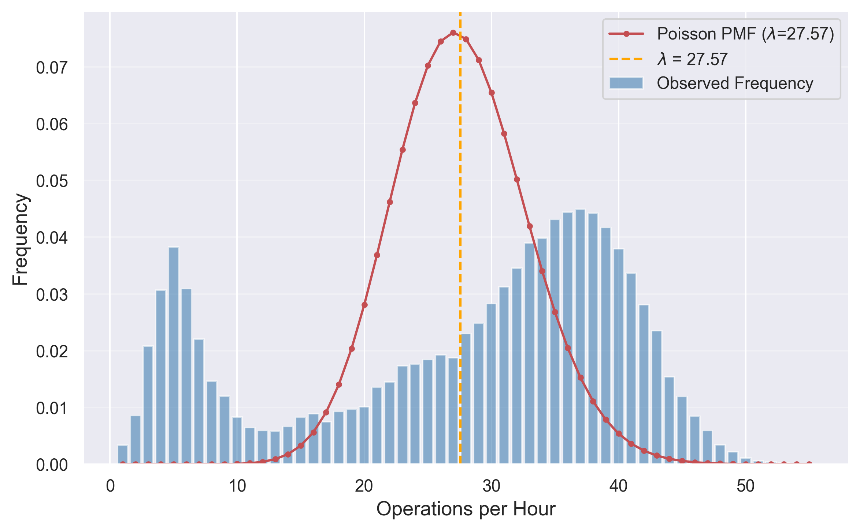 Poisson PMF (λ=27.57)
λ = 27.57
Observed Frequency
Frequency
0.07
0.06
0.05
0.04
0.03
0.02
0.01
0.00
0 10 20 30 40 50
Operations per Hour